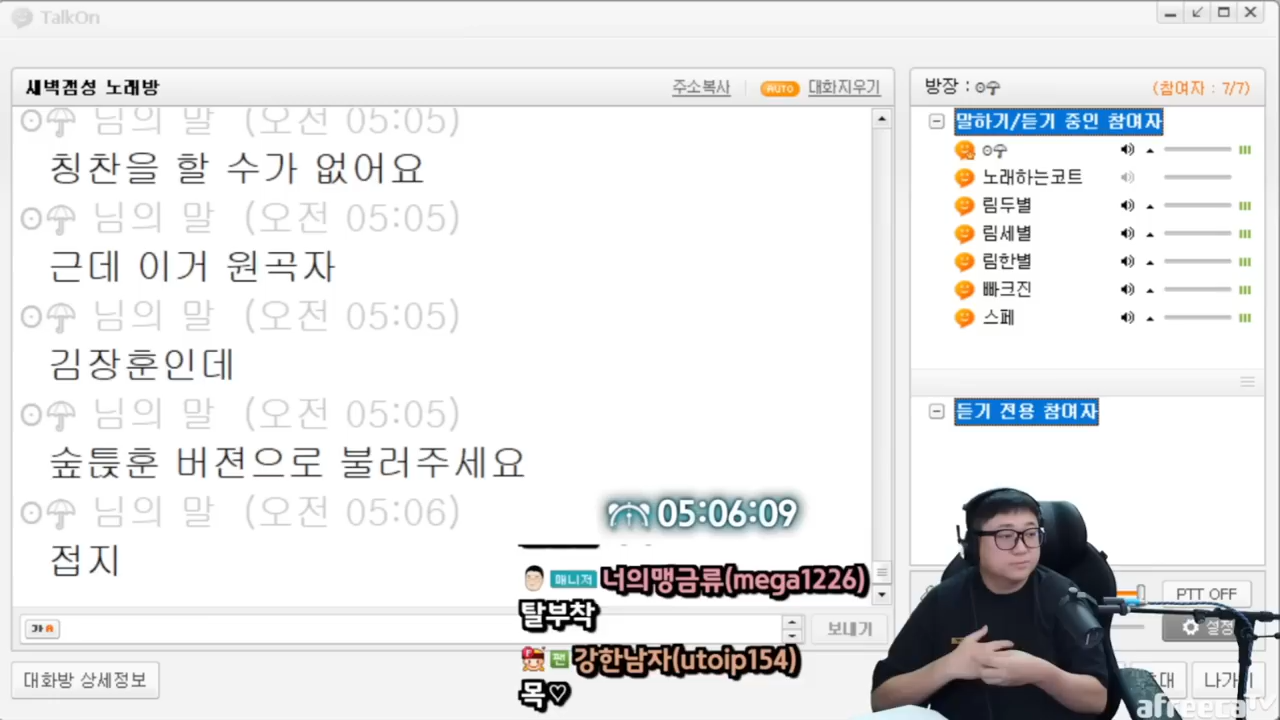 TalkOn
새벽갬성 노래방
주소복사
AUTO 대화지우기
⊙☂ 님의 말 (오전 05:05)
칭찬을 할 수가 없어요
⊙☂ 님의 말 (오전 05:05)
근데 이거 원곡자
⊙☂ 님의 말 (오전 05:05)
김장훈인데
⊙☂ 님의 말 (오전 05:05)
숲튽훈 버젼으로 불러주세요
⊙☂ 님의 말 (오전 05:06)
접지
가
보내기
대화방 상세정보
방장 : ⊙☂
(참여자 : 7/7)
말하기/듣기 중인 참여자
⊙☂
노래하는코트
림두별
림세별
림한별
빠크진
스페
듣기 전용 참여자
PTT OFF
설정
초대
나가기
05:06:09
매니저 너의맹금류(mega1226)
탈부착
팬 강한남자(utoip154)
목♡
afreecaTV